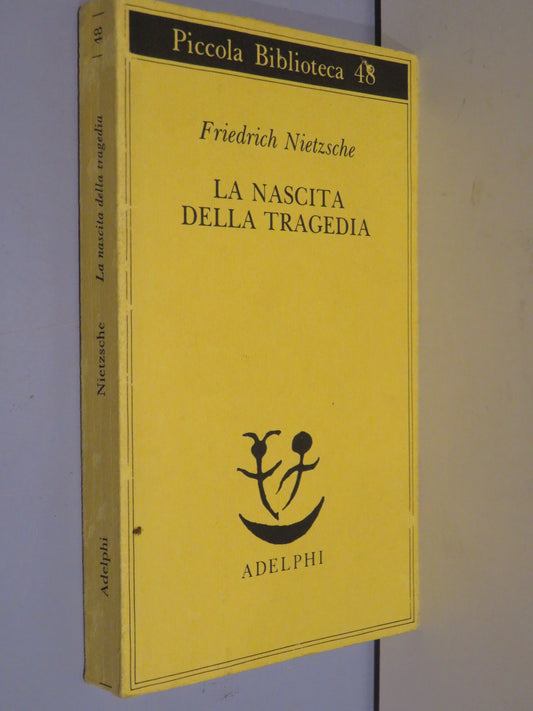 Piccola Biblioteca 48
Friedrich Nietzsche
LA NASCITA
DELLA TRAGEDIA
ADELPHI
48
La nascita della tragedia
Nietzsche
Adelphi